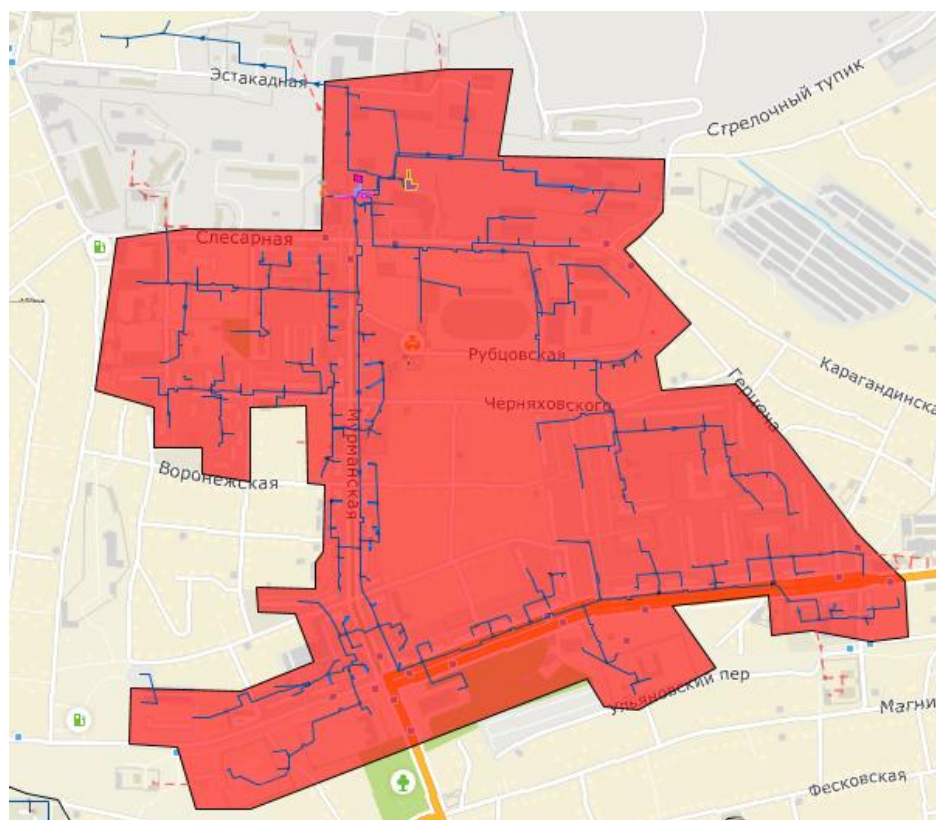 Эстакадная
Стрелочный тупик
Слесарная
Рубцовская
Карагандинская
Герцена
Черняховского
Мурманская
Воронежская
Ульяновский пер
Магни
Фесковская